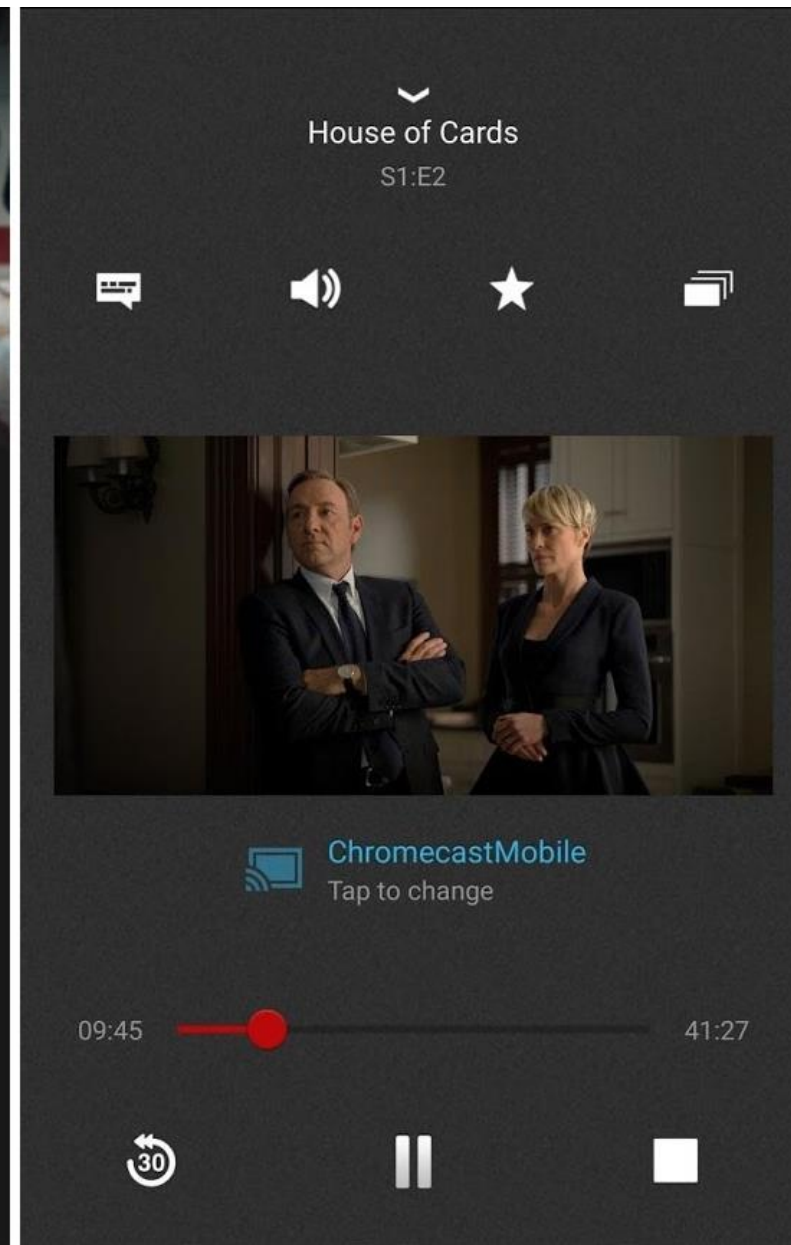 House of Cards
S1:E2
ChromecastMobile
Tap to change
09:45 41:27
30